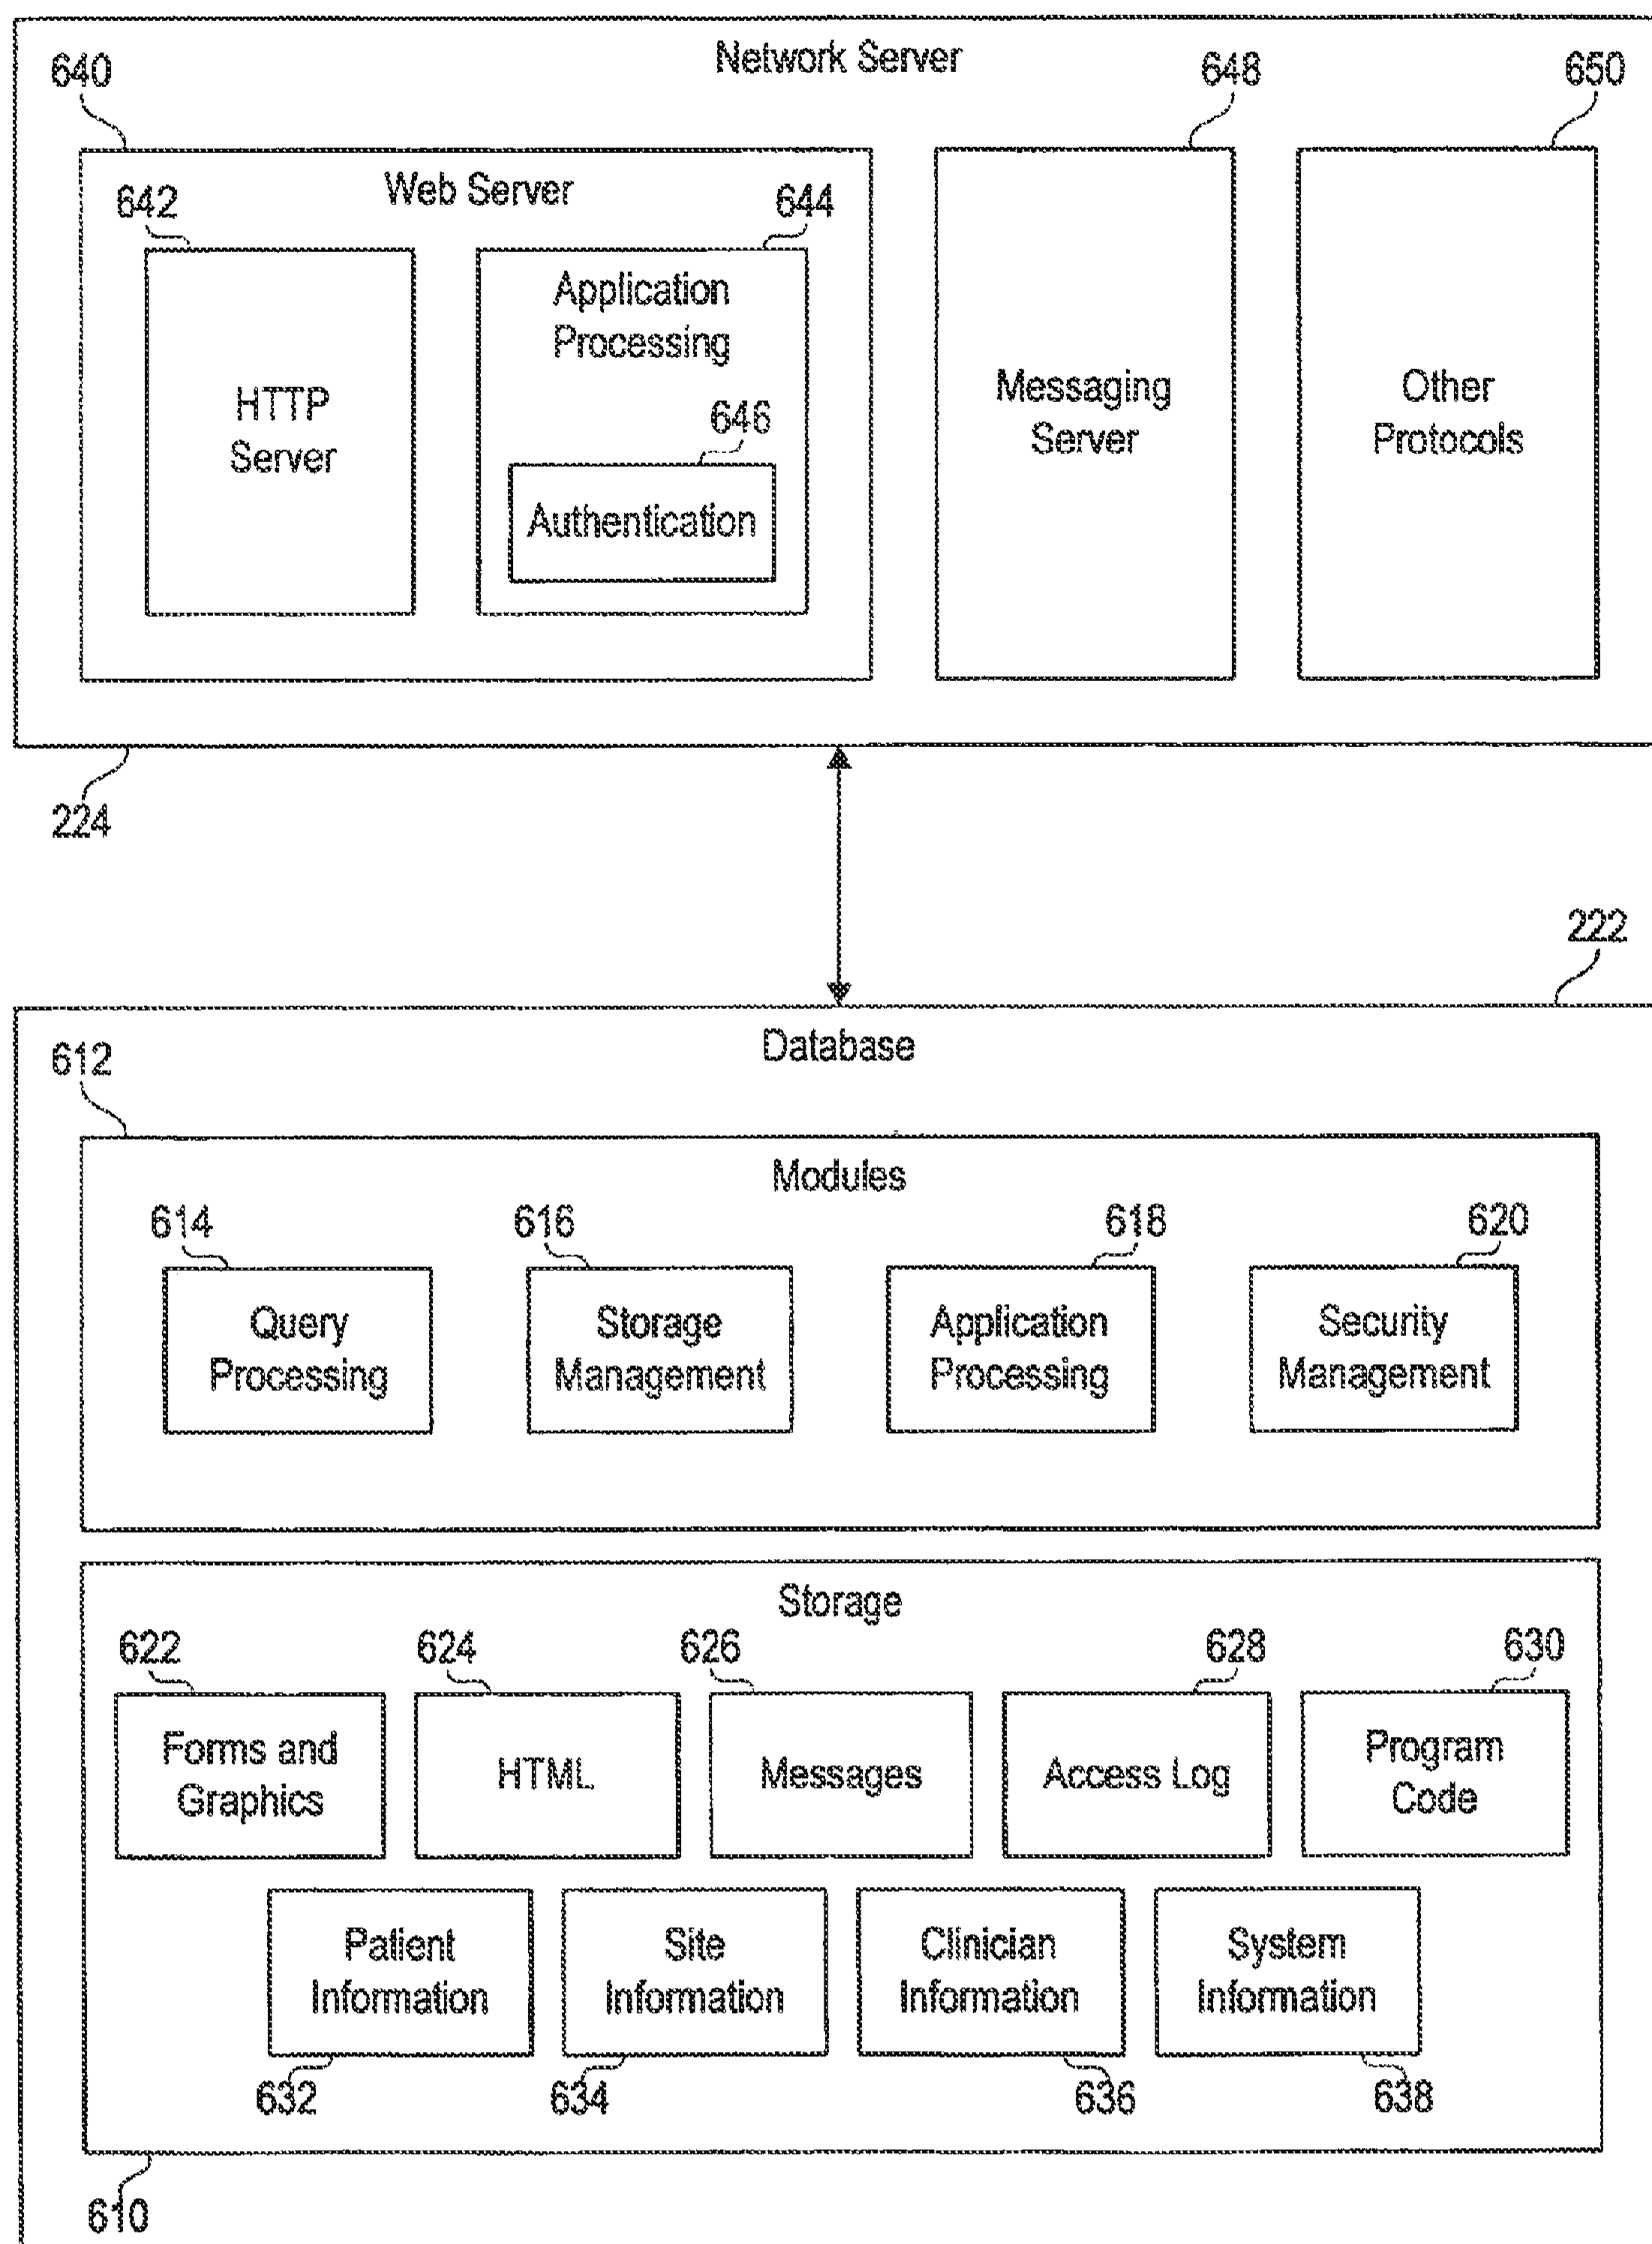 Network Server
640
648
650
Web Server
642
644
HTTP
Server
Application
Processing
646
Authentication
Messaging
Server
Other
Protocols
224
222
Database
612
Modules
614
616
618
620
Query
Processing
Storage
Management
Application
Processing
Security
Management
Storage
622
624
626
628
630
Forms and
Graphics
HTML
Messages
Access Log
Program
Code
Patient
Information
Site
Information
Clinician
Information
System
Information
632
634
636
638
610